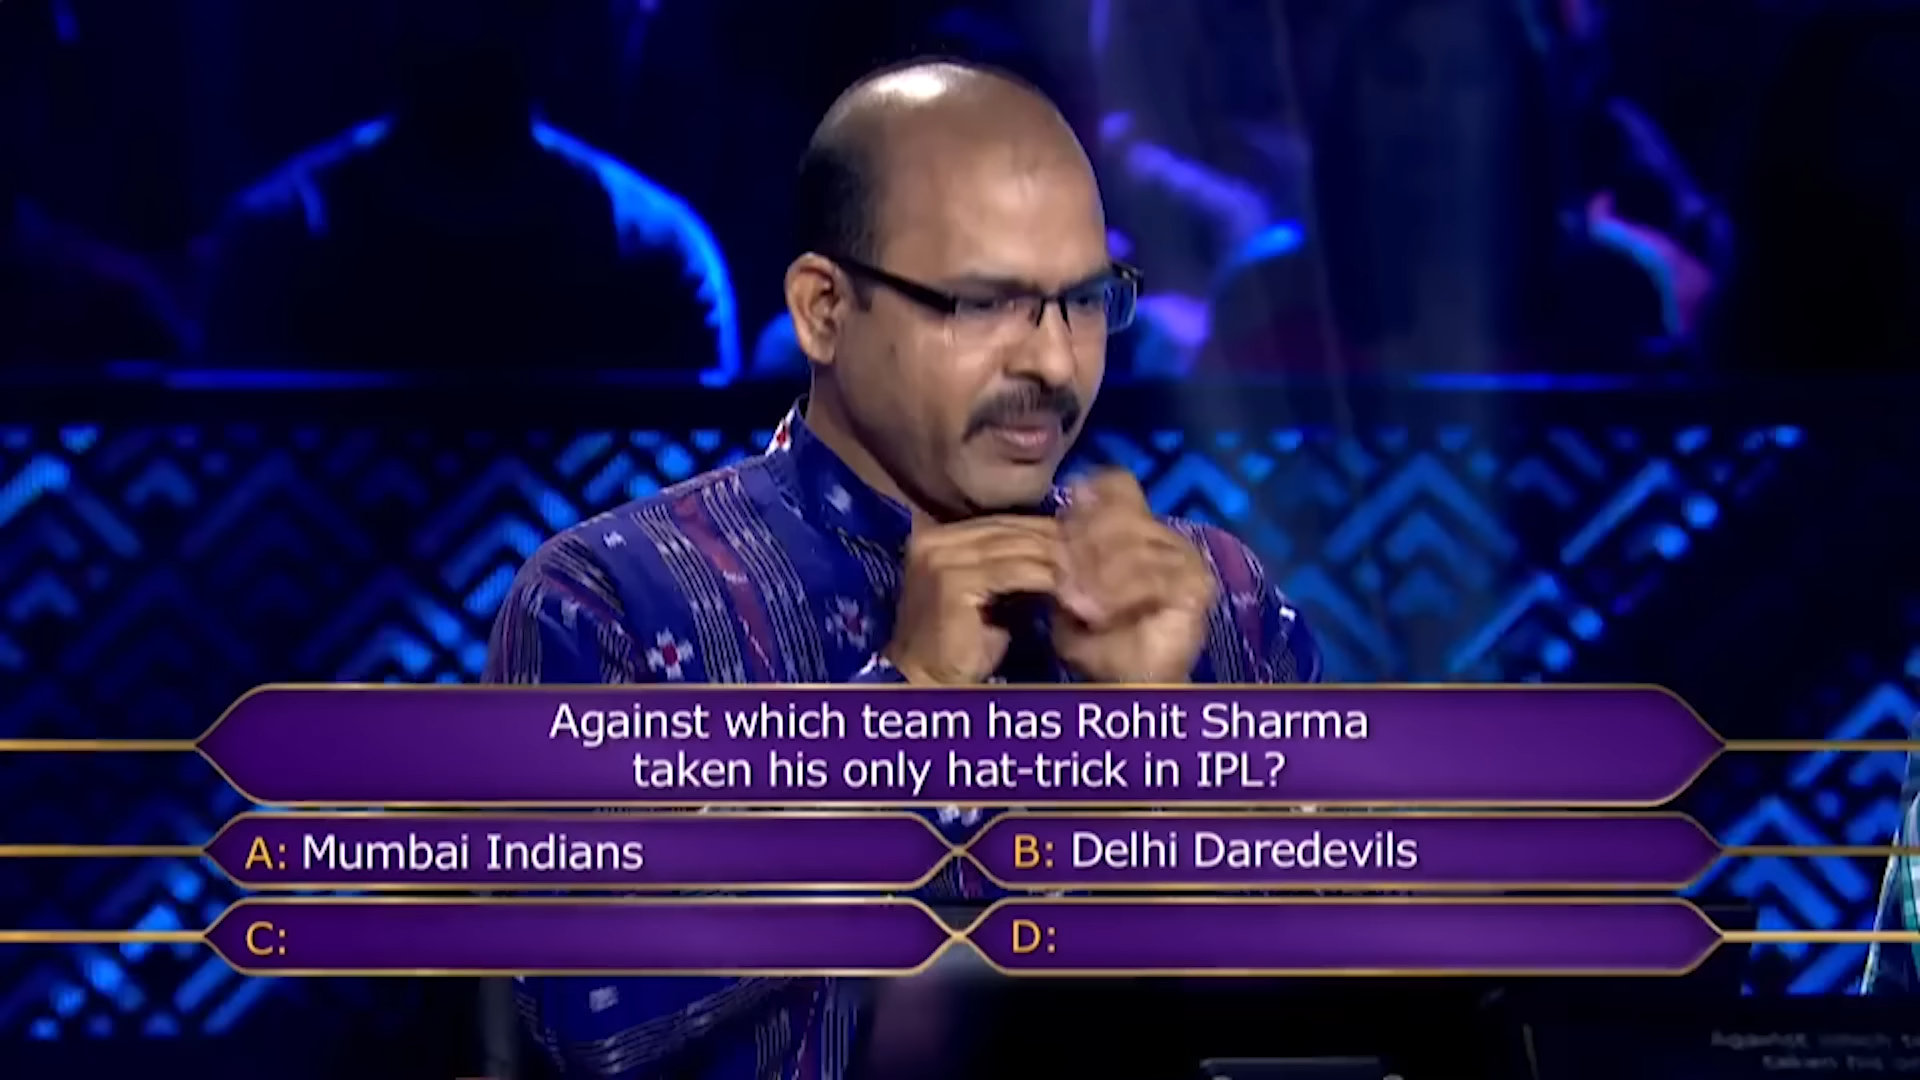 Against which team has Rohit Sharma
taken his only hat-trick in IPL?
A: Mumbai Indians
B: Delhi Daredevils
C:
D: